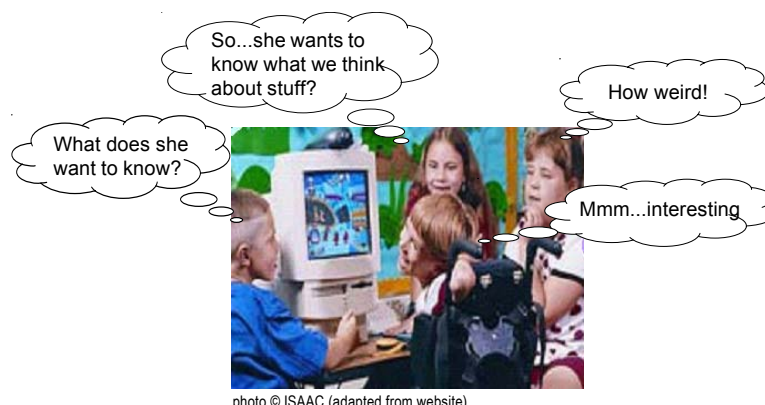 So...she wants to
know what we think
about stuff?
How weird!
What does she
want to know?
Mmm...interesting
photo © ISAAC (adapted from website)